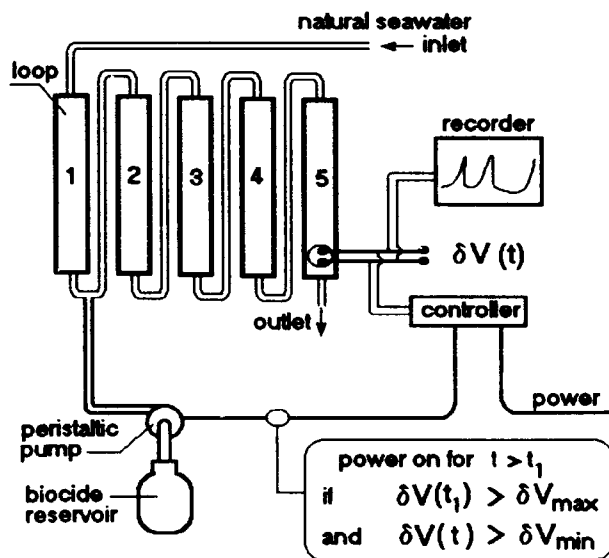 natural seawater
inlet
loop
recorder
1
2
3
4
5
δV(t)
outlet
controller
power
peristaltic
pump
biocide
reservoir
power on for t > t₁
if δV(t₁) > δVmax
and δV(t) > δVmin